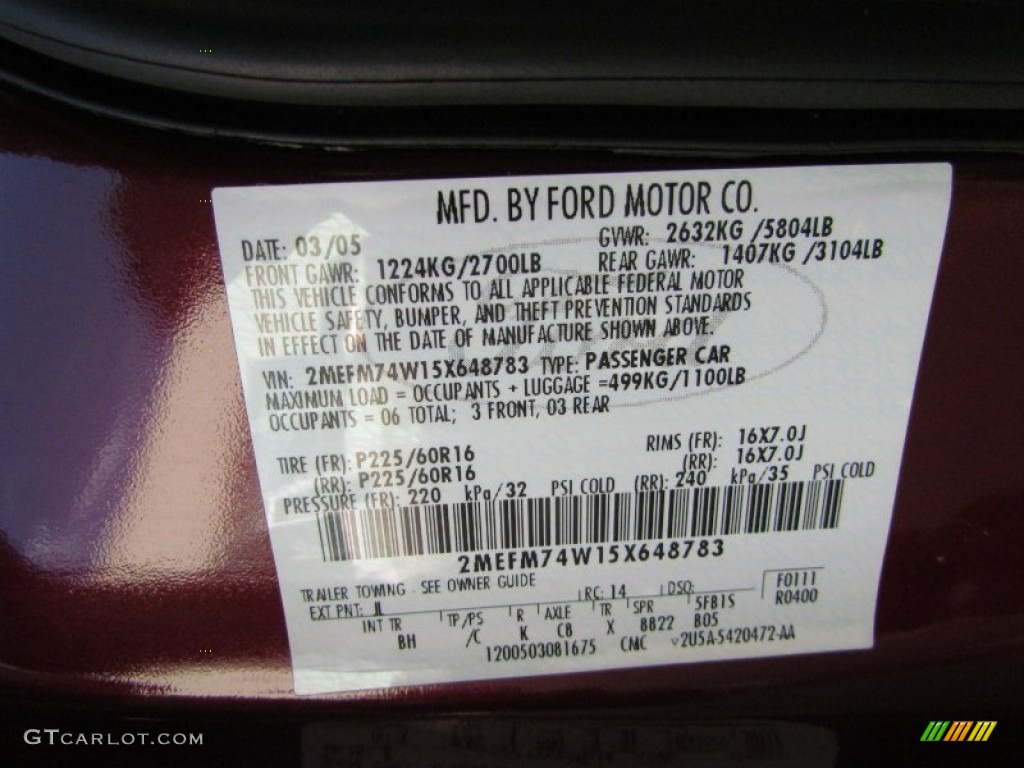 MFD. BY FORD MOTOR CO.
DATE: 03/05 GVWR: 2632KG /5804LB
FRONT GAWR: 1224KG/2700LB REAR GAWR: 1407KG /3104LB
THIS VEHICLE CONFORMS TO ALL APPLICABLE FEDERAL MOTOR
VEHICLE SAFETY, BUMPER, AND THEFT PREVENTION STANDARDS
IN EFFECT ON THE DATE OF MANUFACTURE SHOWN ABOVE.
VIN: 2MEFM74W15X648783 TYPE: PASSENGER CAR
MAXIMUM LOAD = OCCUPANTS + LUGGAGE =499KG/1100LB
OCCUPANTS = 06 TOTAL; 3 FRONT, 03 REAR
TIRE (FR): P225/60R16 RIMS (FR): 16X7.0J
(RR): P225/60R16 (RR): 16X7.0J
PRESSURE (FR): 220 kPa/32 PSI COLD (RR): 240 kPa/35 PSI COLD
2MEFM74W15X648783
TRAILER TOWING - SEE OWNER GUIDE
EXT PNT: JL RC: 14 DSO: F0111
R0400
INT TR TP/PS R AXLE TR SPR 5FB1S
BH /C K C8 X 8822 B05
1200503081675 CMC ▽2U5A-5420472-AA
GTCARLOT.COM